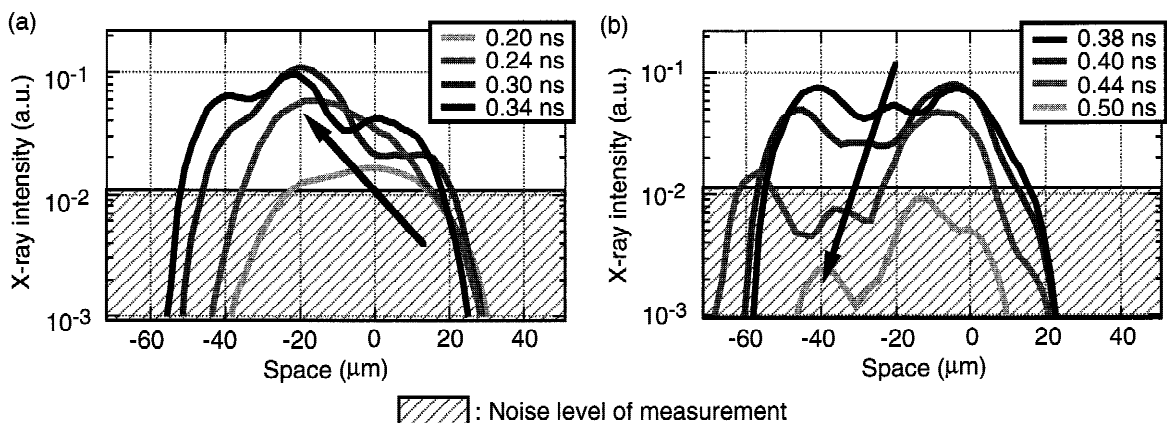 (a)
0.20 ns
0.24 ns
0.30 ns
0.34 ns
X-ray intensity (a.u.)
10-1
10-2
10-3
-60 -40 -20 0 20 40
Space (μm)
(b)
0.38 ns
0.40 ns
0.44 ns
0.50 ns
X-ray intensity (a.u.)
10-1
10-2
10-3
-60 -40 -20 0 20 40
Space (μm)
: Noise level of measurement